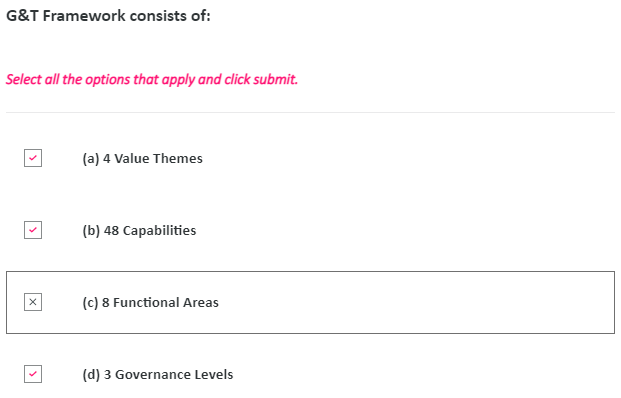 G&T Framework consists of:
Select all the options that apply and click submit.
(a) 4 Value Themes
(b) 48 Capabilities
(c) 8 Functional Areas
(d) 3 Governance Levels